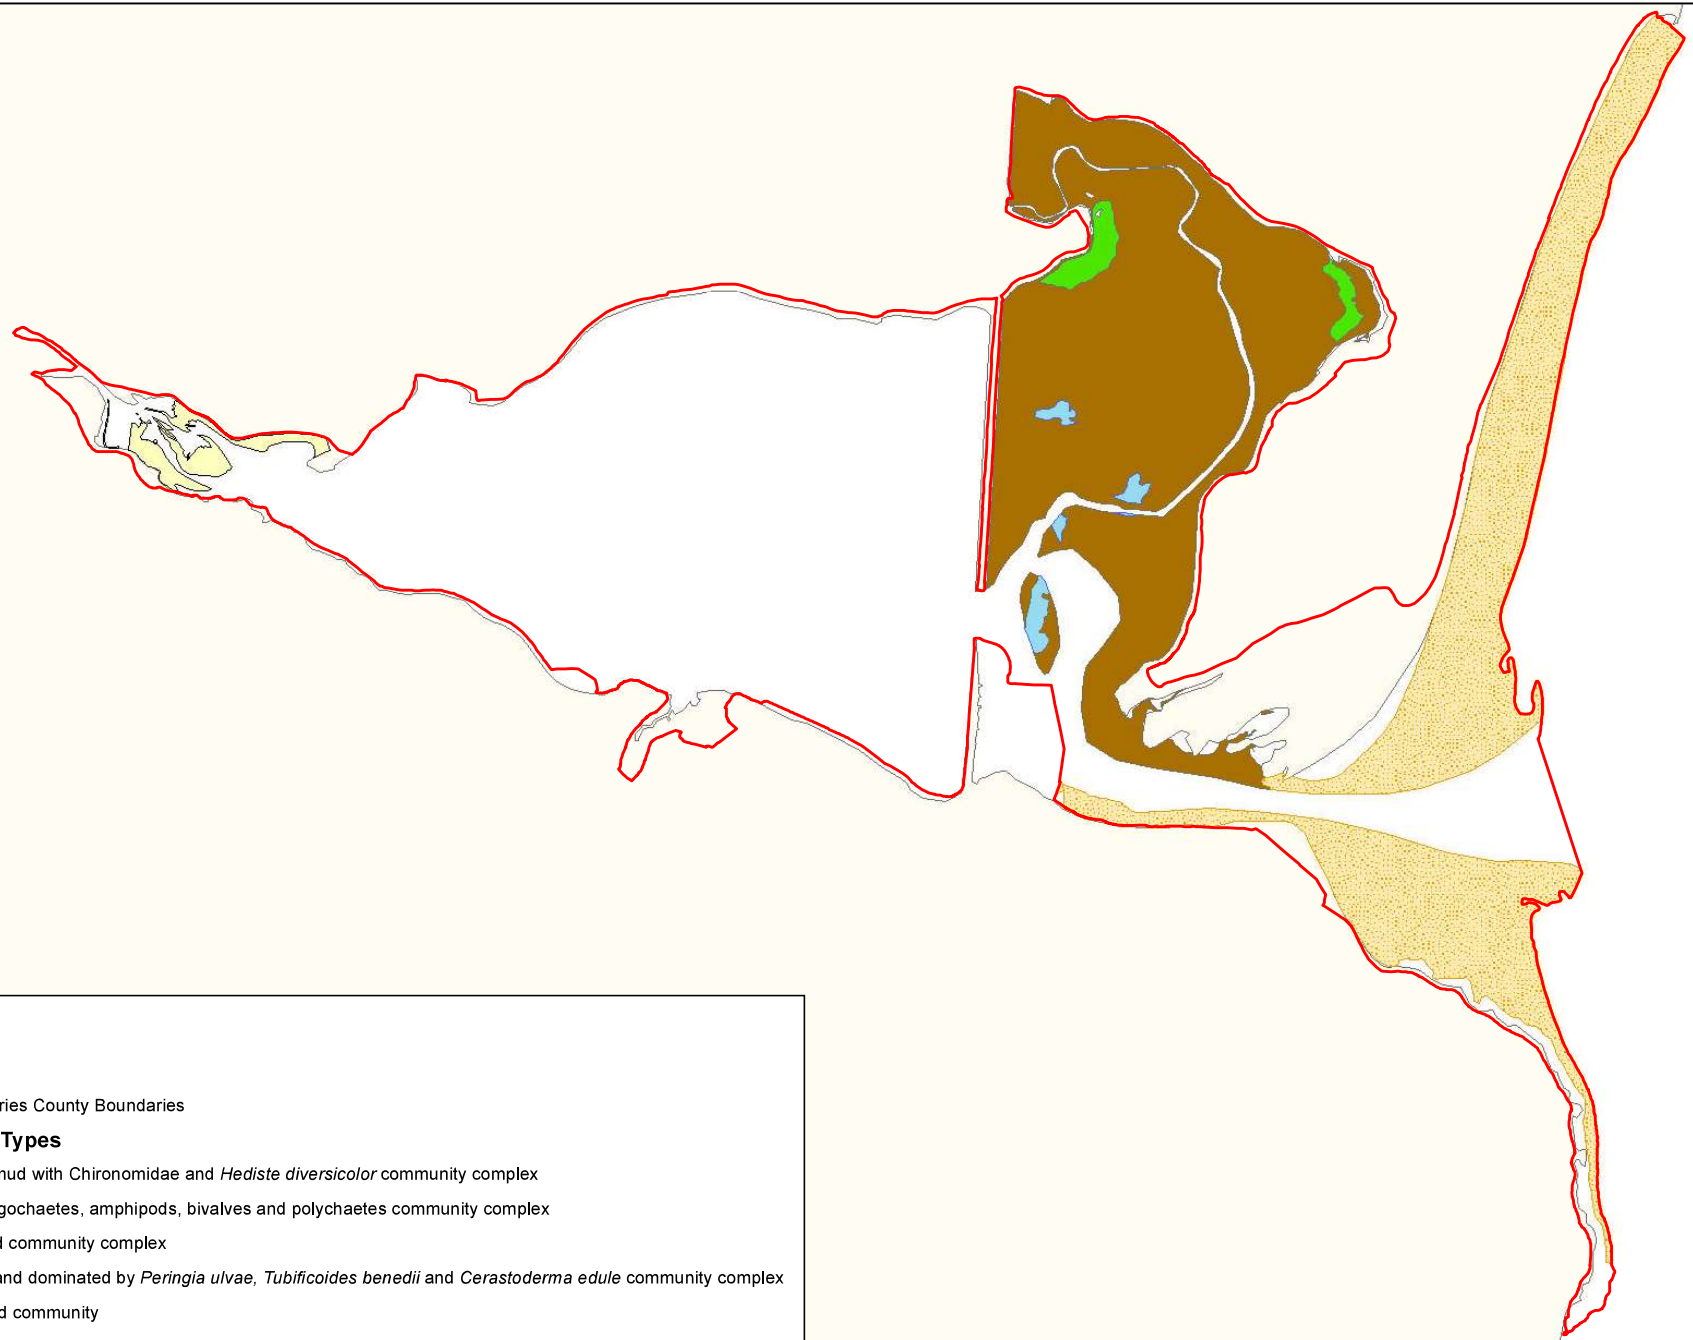 ries County Boundaries
Types
nud with Chironomidae and Hediste diversicolor community complex
gochaetes, amphipods, bivalves and polychaetes community complex
d community complex
and dominated by Peringia ulvae, Tubificoides benedii and Cerastoderma edule community complex
d community